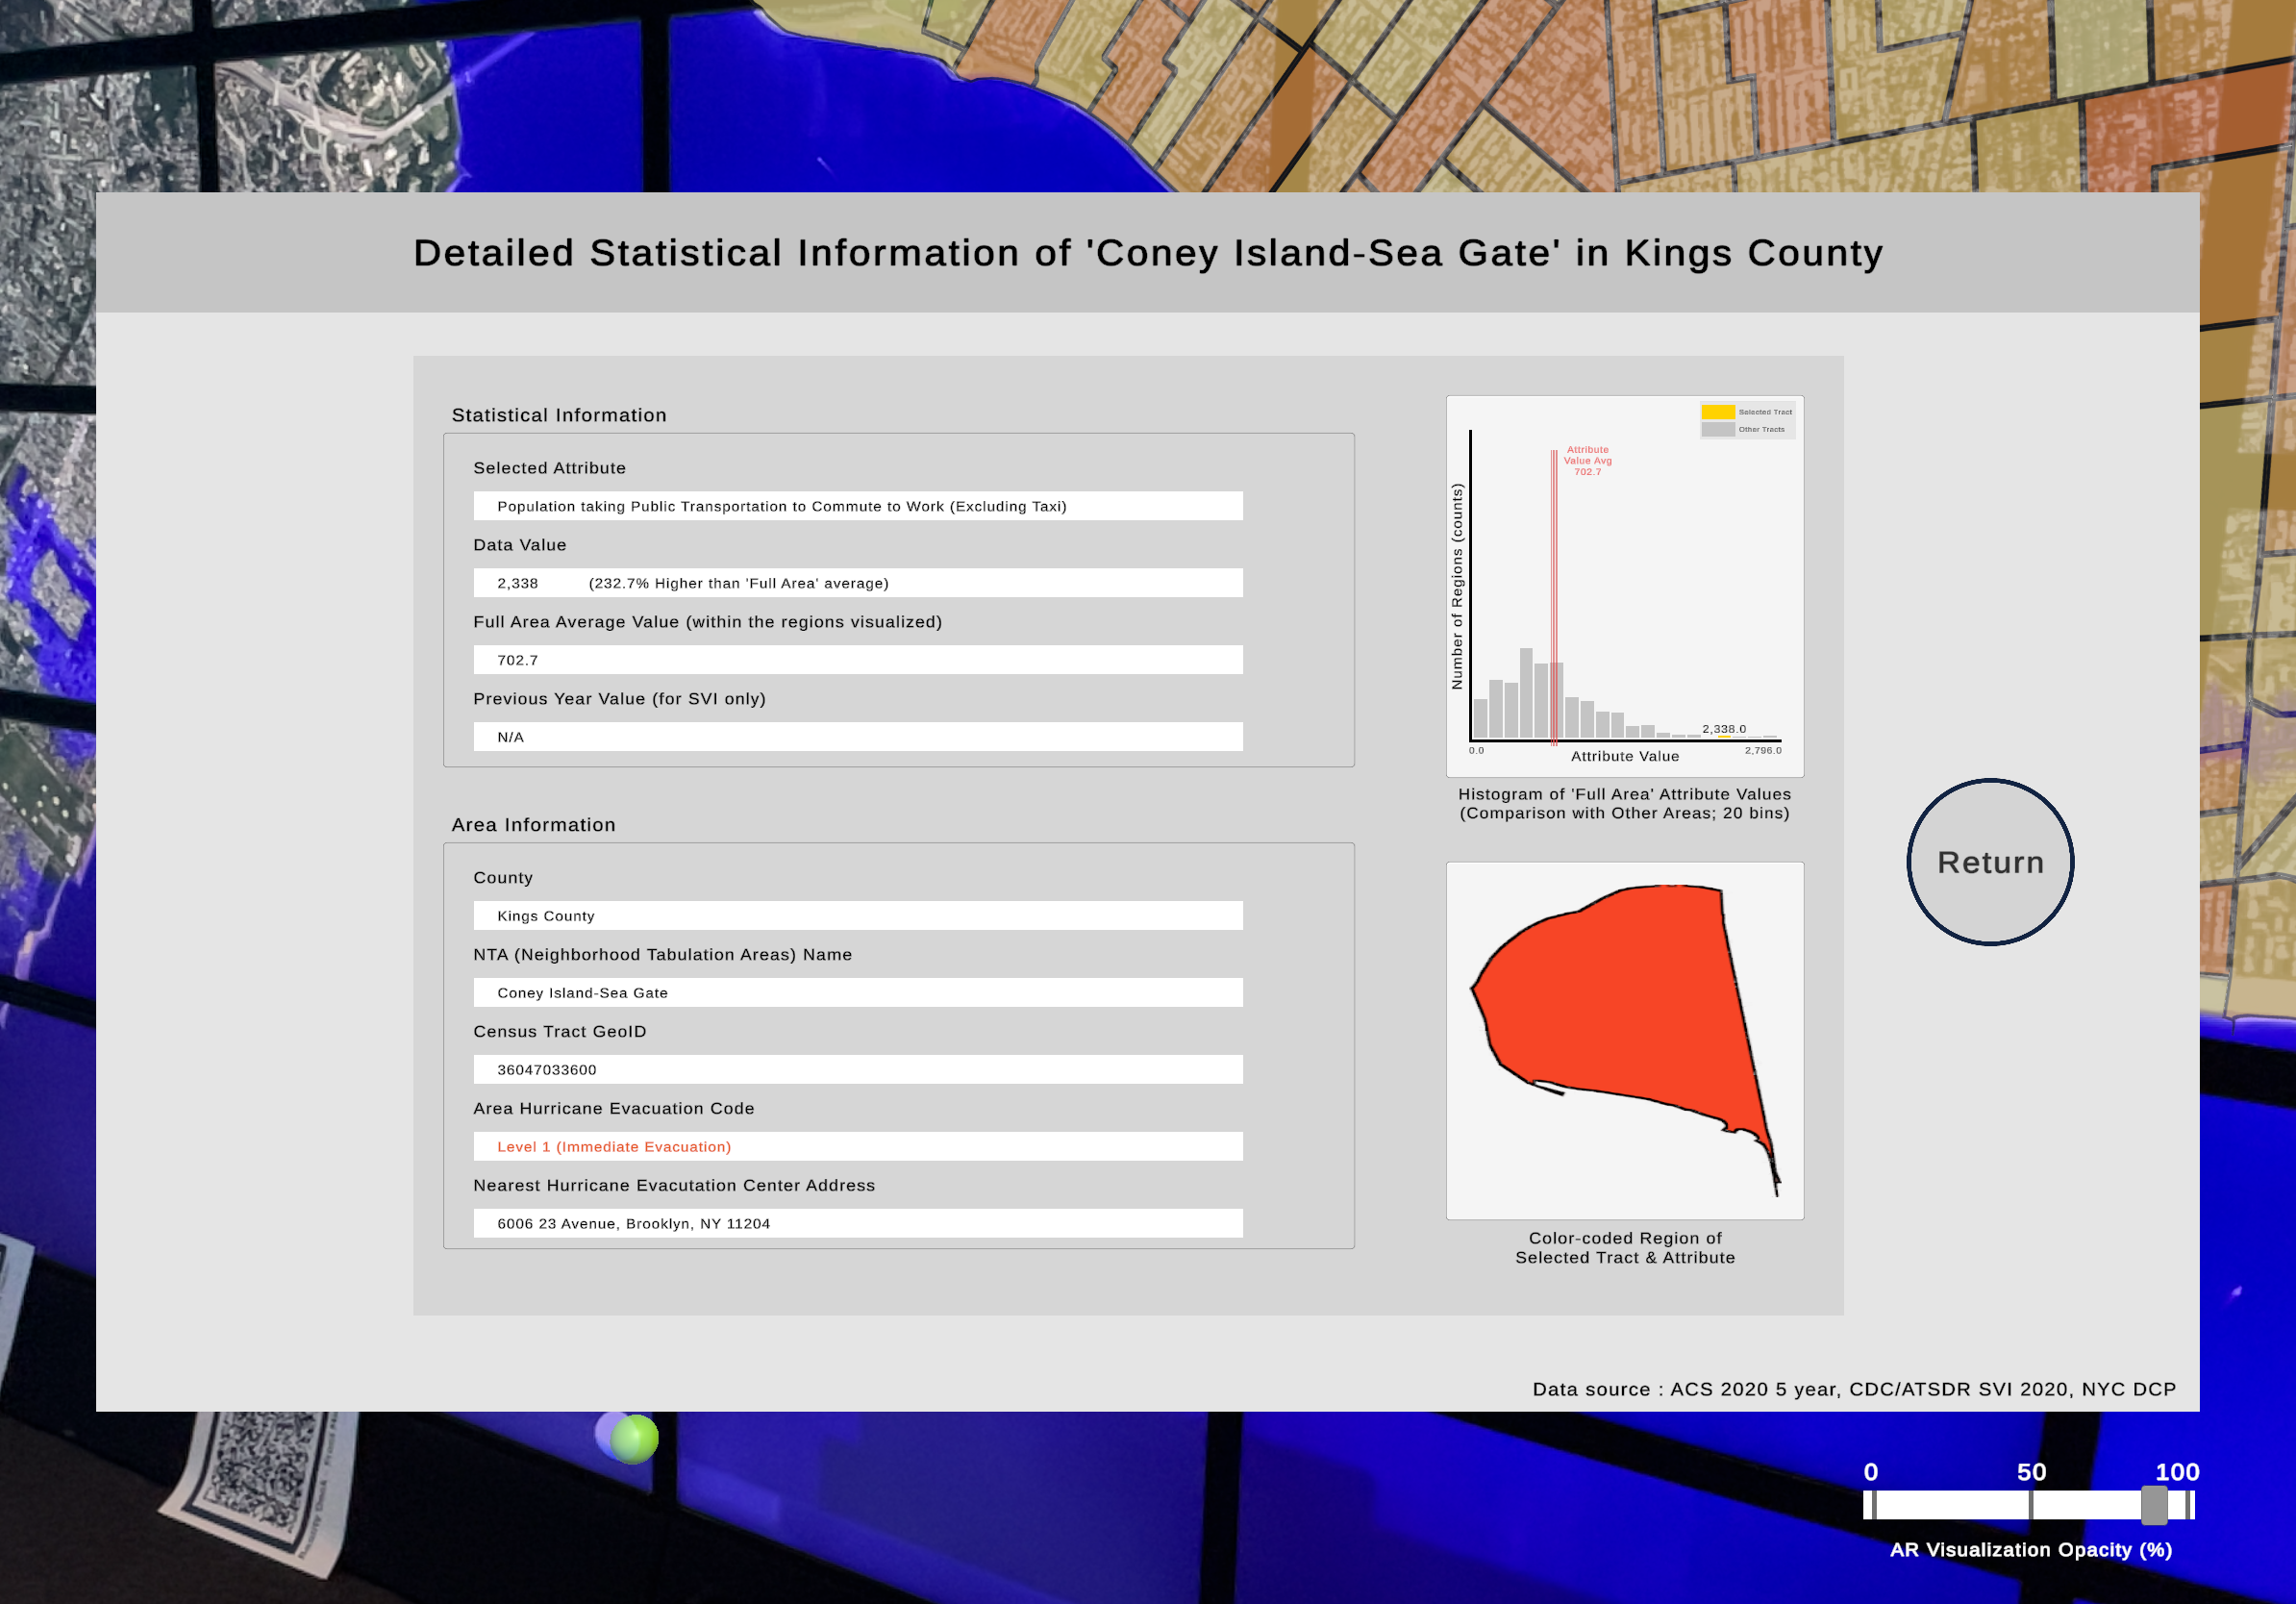 Detailed Statistical Information of 'Coney Island-Sea Gate' in Kings County
Statistical Information
Selected Attribute
Population taking Public Transportation to Commute to Work (Excluding Taxi)
Data Value
2,338 (232.7% Higher than 'Full Area' average)
Full Area Average Value (within the regions visualized)
702.7
Previous Year Value (for SVI only)
N/A
Area Information
County
Kings County
NTA (Neighborhood Tabulation Areas) Name
Coney Island-Sea Gate
Census Tract GeoID
36047033600
Area Hurricane Evacuation Code
Level 1 (Immediate Evacuation)
Nearest Hurricane Evacutation Center Address
6006 23 Avenue, Brooklyn, NY 11204
Selected Tract
Other Tracts
Attribute
Value Avg
702.7
Number of Regions (counts)
2,338.0
0.0
2,796.0
Attribute Value
Histogram of 'Full Area' Attribute Values
(Comparison with Other Areas; 20 bins)
Color-coded Region of
Selected Tract & Attribute
Return
Data source : ACS 2020 5 year, CDC/ATSDR SVI 2020, NYC DCP
0 50 100
AR Visualization Opacity (%)